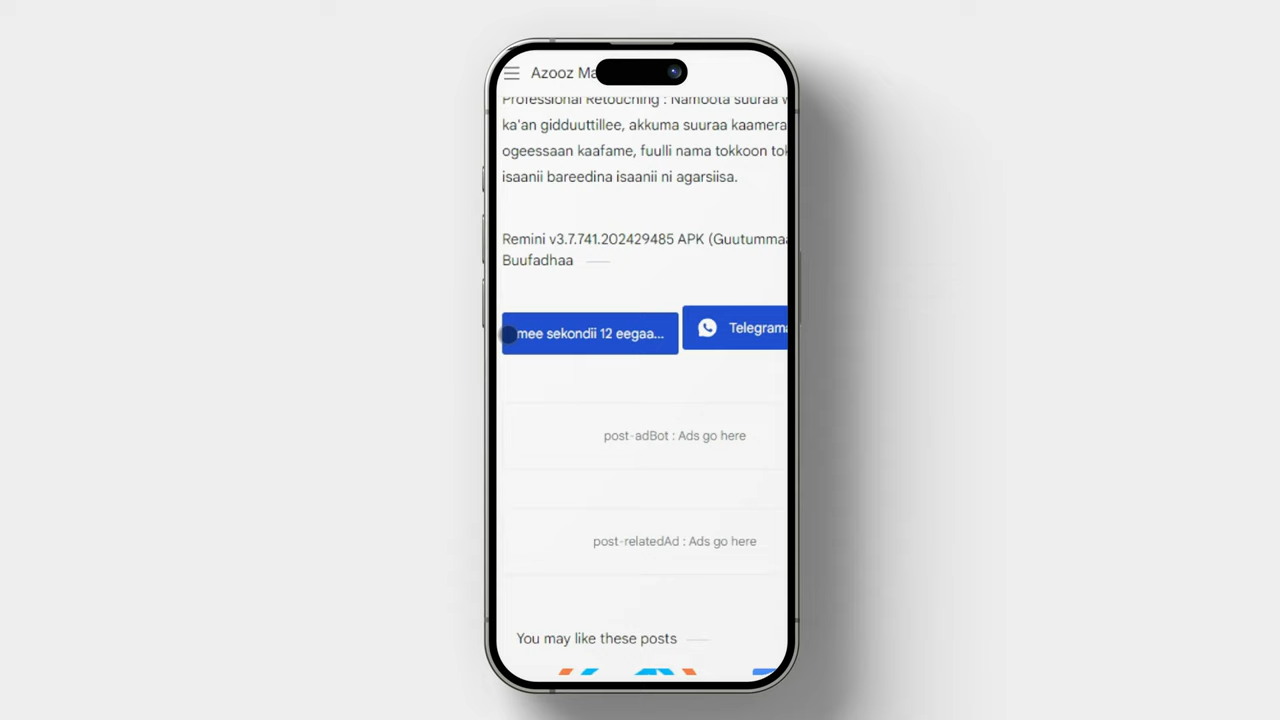 Azooz Ma
Professional Retouching : Namoota suuraa
ka'an gidduuttillee, akkuma suuraa kaamera
ogeessaan kaafame, fuulli nama tokkoon tok
isaanii bareedina isaanii ni agarsiisa.
Remini v3.7.741.202429485 APK (Guutummaa
Buufadhaa
mee sekondii 12 eegaa...
Telegrama
post-adBot : Ads go here
post-relatedAd : Ads go here
You may like these posts